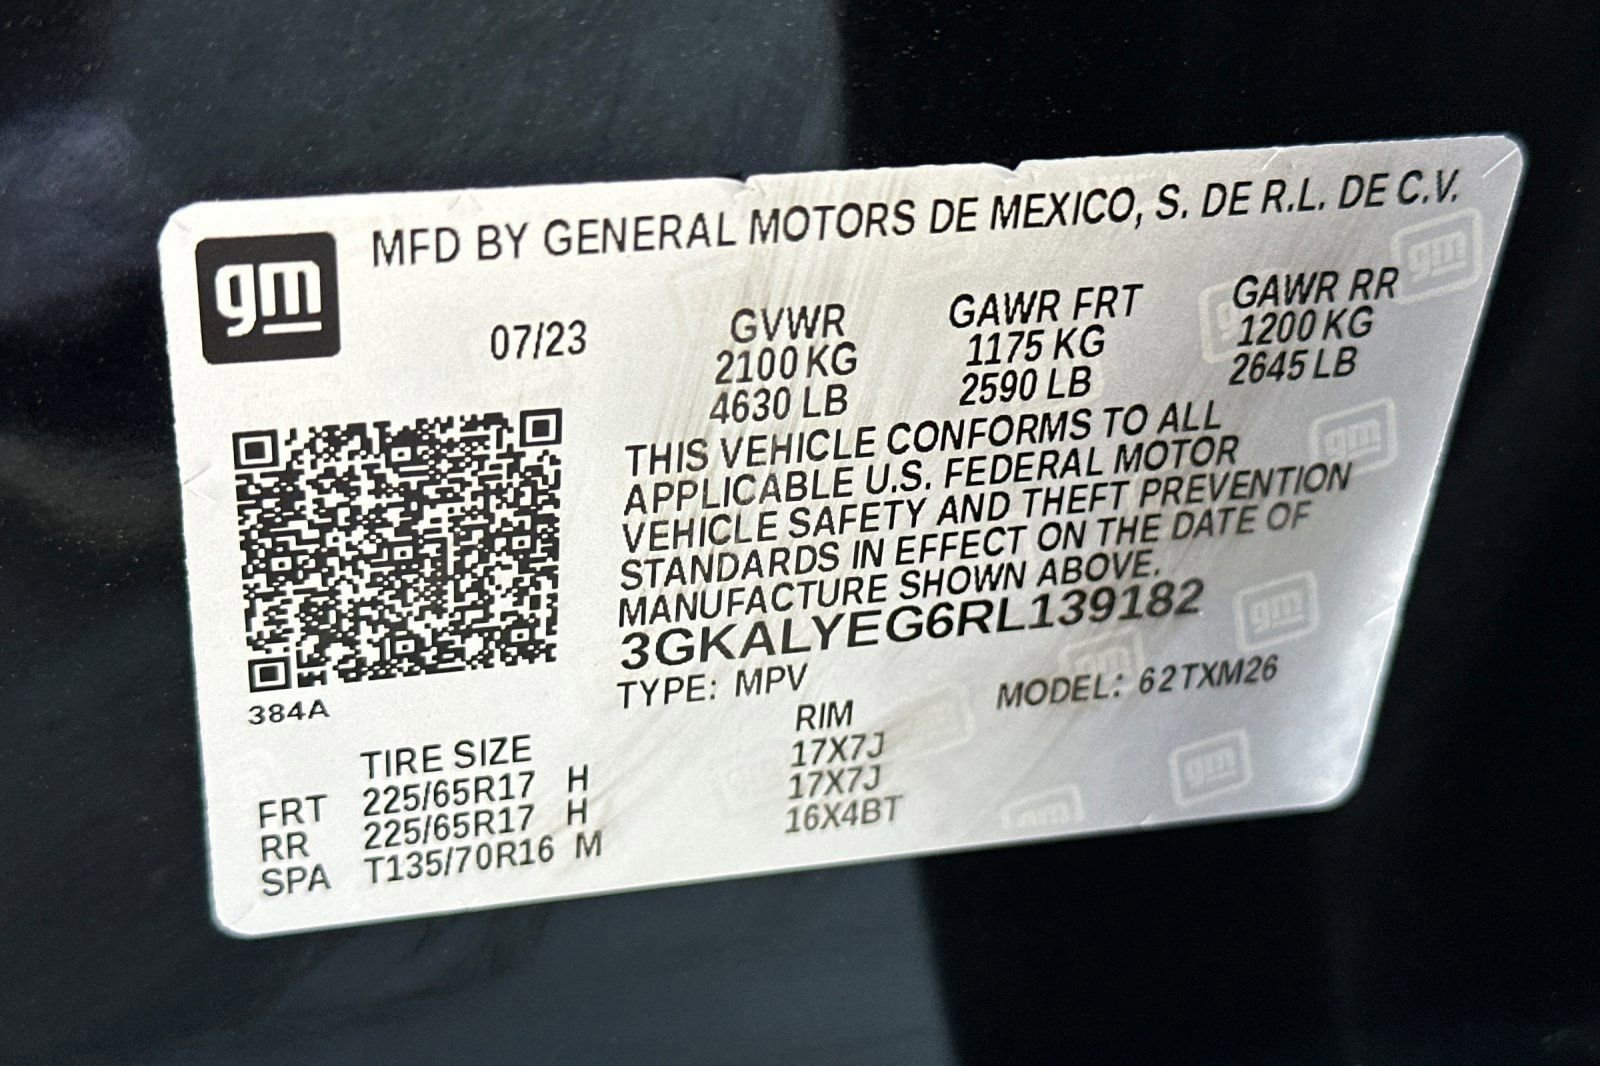 gm
MFD BY GENERAL MOTORS DE MEXICO, S. DE R.L. DE C.V.
07/23
GVWR GAWR FRT GAWR RR
2100 KG 1175 KG 1200 KG
4630 LB 2590 LB 2645 LB
THIS VEHICLE CONFORMS TO ALL
APPLICABLE U.S. FEDERAL MOTOR
VEHICLE SAFETY AND THEFT PREVENTION
STANDARDS IN EFFECT ON THE DATE OF
MANUFACTURE SHOWN ABOVE.
3GKALYEG6RL139182
TYPE: MPV MODEL: 62TXM26
384A
TIRE SIZE RIM
FRT 225/65R17 H 17X7J
RR 225/65R17 H 17X7J
SPA T135/70R16 M 16X4BT